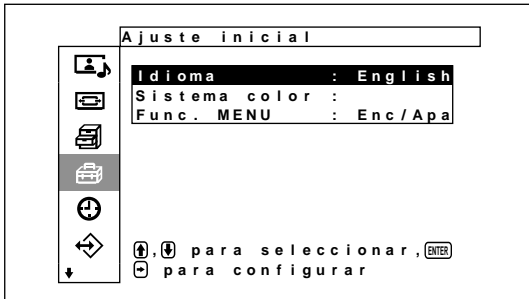 Ajuste inicial
Idioma : English
Sistema color :
Func. MENU : Enc/Apa
, para seleccionar, ENTER
para configurar